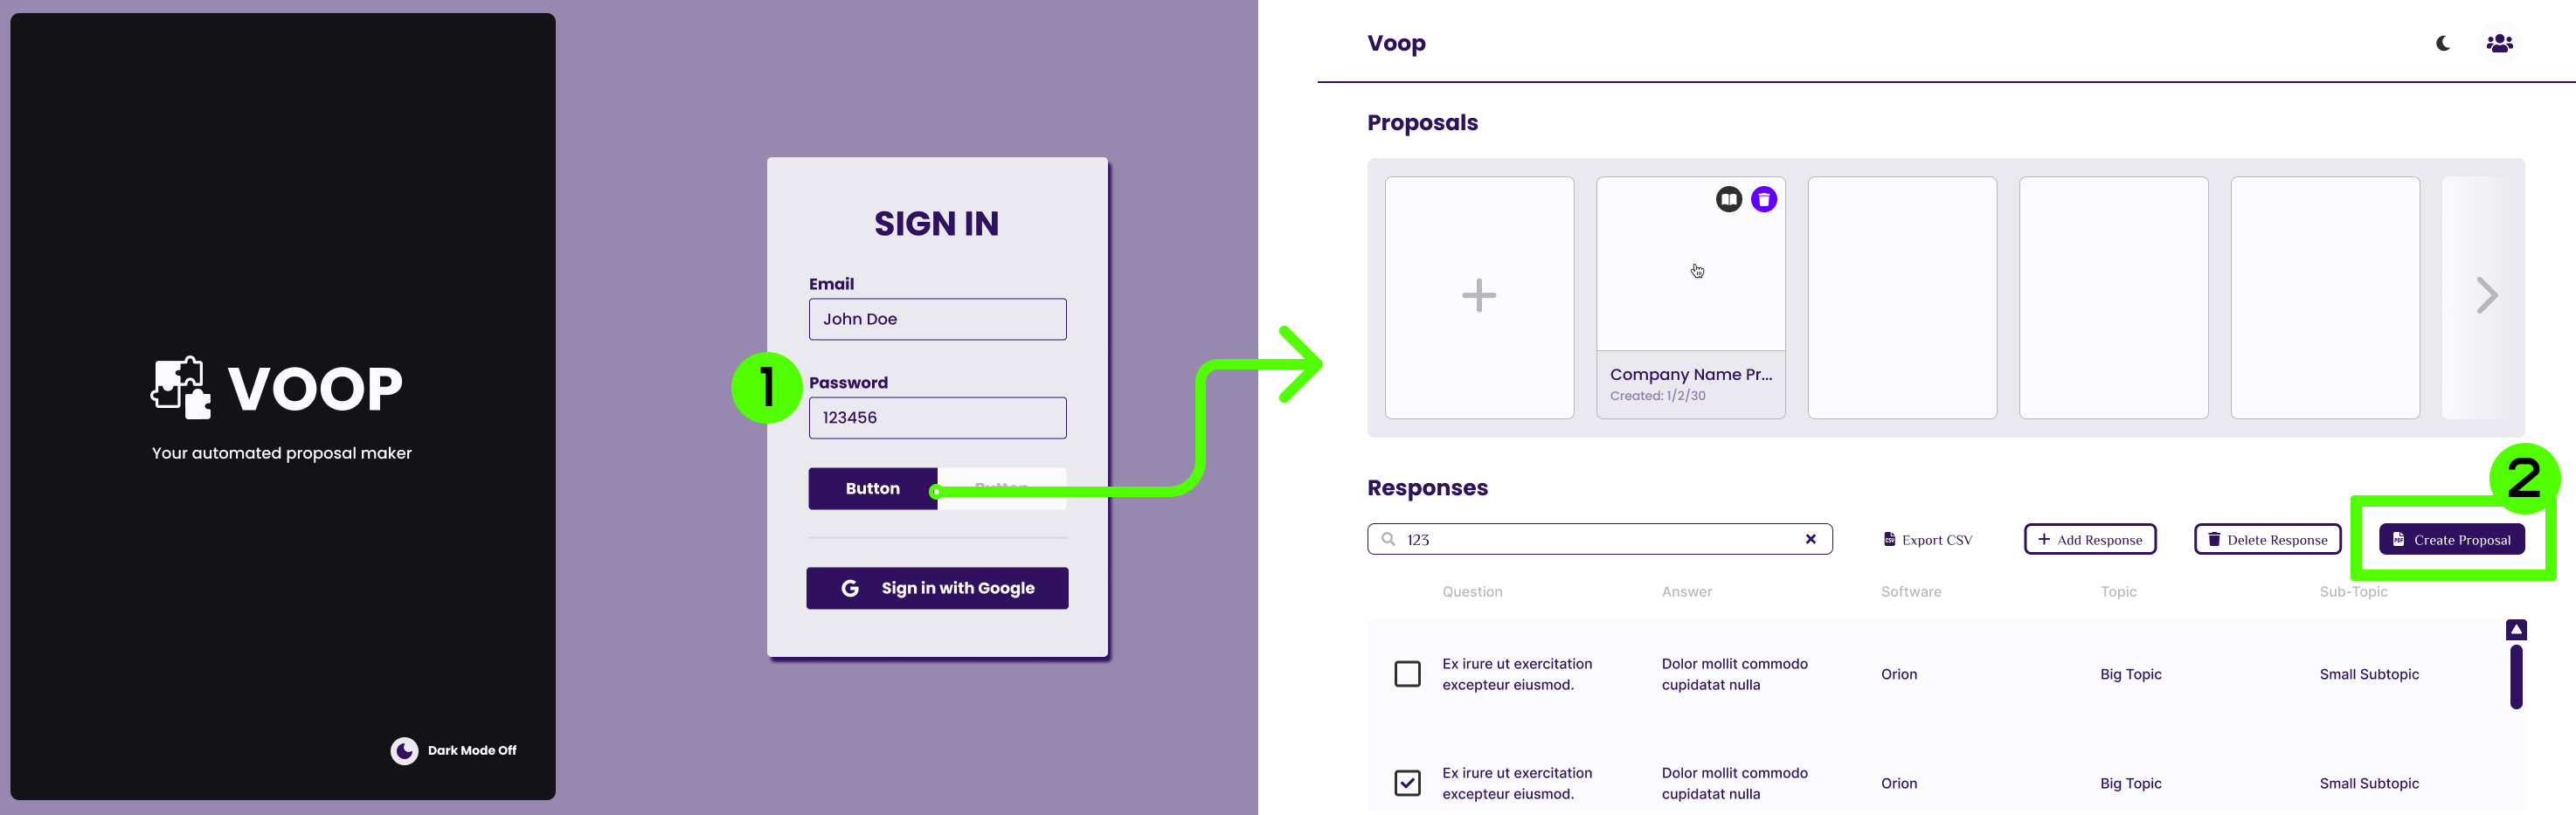 VOOP
Your automated proposal maker
Dark Mode Off
SIGN IN
Email
John Doe
1
Password
123456
Button
Button
G Sign in with Google
Voop
Proposals
Company Name Pr...
Created: 1/2/30
2
Responses
123
CSV Export CSV
Add Response
Delete Response
PDF Create Proposal
Question Answer Software Topic Sub-Topic
Ex irure ut exercitation
excepteur eiusmod.
Dolor mollit commodo
cupidatat nulla
Orion
Big Topic
Small Subtopic
Ex irure ut exercitation
excepteur eiusmod.
Dolor mollit commodo
cupidatat nulla
Orion
Big Topic
Small Subtopic